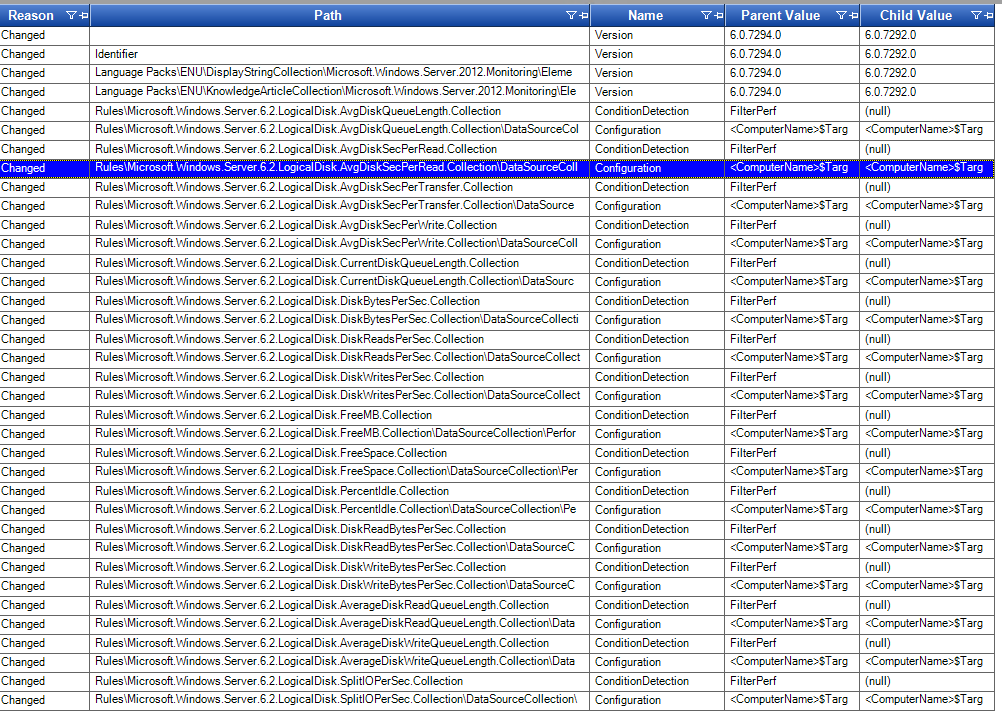 Reason Path Name Parent Value Child Value
Changed Version 6.0.7294.0 6.0.7292.0
Changed Identifier Version 6.0.7294.0 6.0.7292.0
Changed Language Packs\ENU\DisplayStringCollection\Microsoft.Windows.Server.2012.Monitoring\Eleme Version 6.0.7294.0 6.0.7292.0
Changed Language Packs\ENU\KnowledgeArticleCollection\Microsoft.Windows.Server.2012.Monitoring\Ele Version 6.0.7294.0 6.0.7292.0
Changed Rules\Microsoft.Windows.Server.6.2.LogicalDisk.AvgDiskQueueLength.Collection ConditionDetection FilterPerf (null)
Changed Rules\Microsoft.Windows.Server.6.2.LogicalDisk.AvgDiskQueueLength.Collection\DataSourceCol Configuration <ComputerName>$Targ <ComputerName>$Targ
Changed Rules\Microsoft.Windows.Server.6.2.LogicalDisk.AvgDiskSecPerRead.Collection ConditionDetection FilterPerf (null)
Changed Rules\Microsoft.Windows.Server.6.2.LogicalDisk.AvgDiskSecPerRead.Collection\DataSourceColl Configuration <ComputerName>$Targ <ComputerName>$Targ
Changed Rules\Microsoft.Windows.Server.6.2.LogicalDisk.AvgDiskSecPerTransfer.Collection ConditionDetection FilterPerf (null)
Changed Rules\Microsoft.Windows.Server.6.2.LogicalDisk.AvgDiskSecPerTransfer.Collection\DataSource Configuration <ComputerName>$Targ <ComputerName>$Targ
Changed Rules\Microsoft.Windows.Server.6.2.LogicalDisk.AvgDiskSecPerWrite.Collection ConditionDetection FilterPerf (null)
Changed Rules\Microsoft.Windows.Server.6.2.LogicalDisk.AvgDiskSecPerWrite.Collection\DataSourceColl Configuration <ComputerName>$Targ <ComputerName>$Targ
Changed Rules\Microsoft.Windows.Server.6.2.LogicalDisk.CurrentDiskQueueLength.Collection ConditionDetection FilterPerf (null)
Changed Rules\Microsoft.Windows.Server.6.2.LogicalDisk.CurrentDiskQueueLength.Collection\DataSourc Configuration <ComputerName>$Targ <ComputerName>$Targ
Changed Rules\Microsoft.Windows.Server.6.2.LogicalDisk.DiskBytesPerSec.Collection ConditionDetection FilterPerf (null)
Changed Rules\Microsoft.Windows.Server.6.2.LogicalDisk.DiskBytesPerSec.Collection\DataSourceCollecti Configuration <ComputerName>$Targ <ComputerName>$Targ
Changed Rules\Microsoft.Windows.Server.6.2.LogicalDisk.DiskReadsPerSec.Collection ConditionDetection FilterPerf (null)
Changed Rules\Microsoft.Windows.Server.6.2.LogicalDisk.DiskReadsPerSec.Collection\DataSourceCollect Configuration <ComputerName>$Targ <ComputerName>$Targ
Changed Rules\Microsoft.Windows.Server.6.2.LogicalDisk.DiskWritesPerSec.Collection ConditionDetection FilterPerf (null)
Changed Rules\Microsoft.Windows.Server.6.2.LogicalDisk.DiskWritesPerSec.Collection\DataSourceCollect Configuration <ComputerName>$Targ <ComputerName>$Targ
Changed Rules\Microsoft.Windows.Server.6.2.LogicalDisk.FreeMB.Collection ConditionDetection FilterPerf (null)
Changed Rules\Microsoft.Windows.Server.6.2.LogicalDisk.FreeMB.Collection\DataSourceCollection\Perfor Configuration <ComputerName>$Targ <ComputerName>$Targ
Changed Rules\Microsoft.Windows.Server.6.2.LogicalDisk.FreeSpace.Collection ConditionDetection FilterPerf (null)
Changed Rules\Microsoft.Windows.Server.6.2.LogicalDisk.FreeSpace.Collection\DataSourceCollection\Per Configuration <ComputerName>$Targ <ComputerName>$Targ
Changed Rules\Microsoft.Windows.Server.6.2.LogicalDisk.PercentIdle.Collection ConditionDetection FilterPerf (null)
Changed Rules\Microsoft.Windows.Server.6.2.LogicalDisk.PercentIdle.Collection\DataSourceCollection\Pe Configuration <ComputerName>$Targ <ComputerName>$Targ
Changed Rules\Microsoft.Windows.Server.6.2.LogicalDisk.DiskReadBytesPerSec.Collection ConditionDetection FilterPerf (null)
Changed Rules\Microsoft.Windows.Server.6.2.LogicalDisk.DiskReadBytesPerSec.Collection\DataSourceC Configuration <ComputerName>$Targ <ComputerName>$Targ
Changed Rules\Microsoft.Windows.Server.6.2.LogicalDisk.DiskWriteBytesPerSec.Collection ConditionDetection FilterPerf (null)
Changed Rules\Microsoft.Windows.Server.6.2.LogicalDisk.DiskWriteBytesPerSec.Collection\DataSourceC Configuration <ComputerName>$Targ <ComputerName>$Targ
Changed Rules\Microsoft.Windows.Server.6.2.LogicalDisk.AverageDiskReadQueueLength.Collection ConditionDetection FilterPerf (null)
Changed Rules\Microsoft.Windows.Server.6.2.LogicalDisk.AverageDiskReadQueueLength.Collection\Data Configuration <ComputerName>$Targ <ComputerName>$Targ
Changed Rules\Microsoft.Windows.Server.6.2.LogicalDisk.AverageDiskWriteQueueLength.Collection ConditionDetection FilterPerf (null)
Changed Rules\Microsoft.Windows.Server.6.2.LogicalDisk.AverageDiskWriteQueueLength.Collection\Data Configuration <ComputerName>$Targ <ComputerName>$Targ
Changed Rules\Microsoft.Windows.Server.6.2.LogicalDisk.SplitIOPerSec.Collection ConditionDetection FilterPerf (null)
Changed Rules\Microsoft.Windows.Server.6.2.LogicalDisk.SplitIOPerSec.Collection\DataSourceCollection\ Configuration <ComputerName>$Targ <ComputerName>$Targ